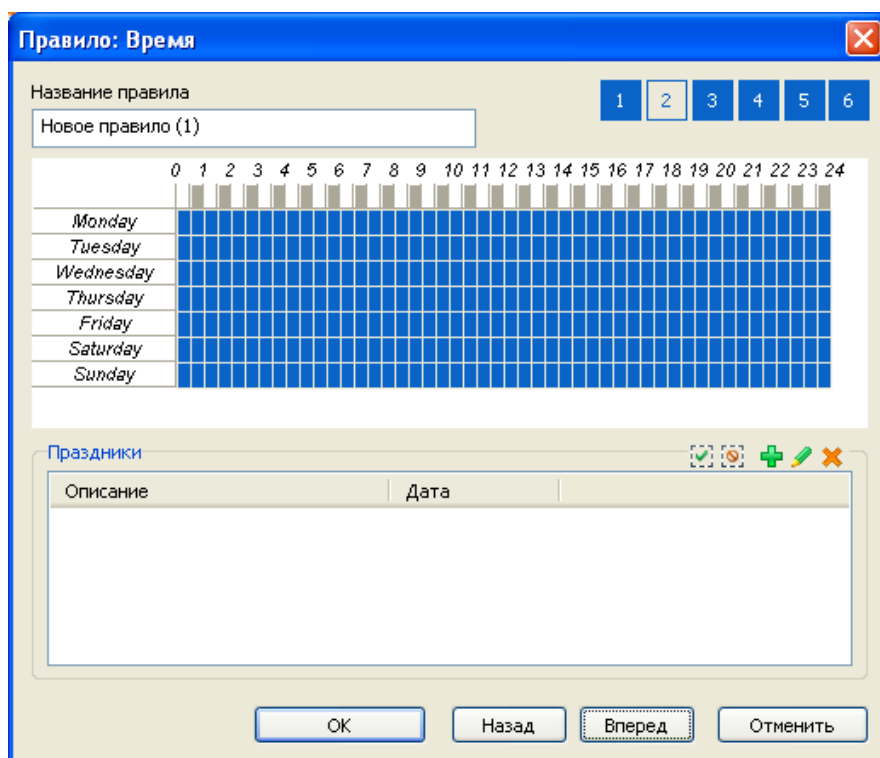 Правило: Время
Название правила
1 2 3 4 5 6
Новое правило (1)
0 1 2 3 4 5 6 7 8 9 10 11 12 13 14 15 16 17 18 19 20 21 22 23 24
Monday
Tuesday
Wednesday
Thursday
Friday
Saturday
Sunday
Праздники
Описание Дата
OK Назад Вперед Отменить